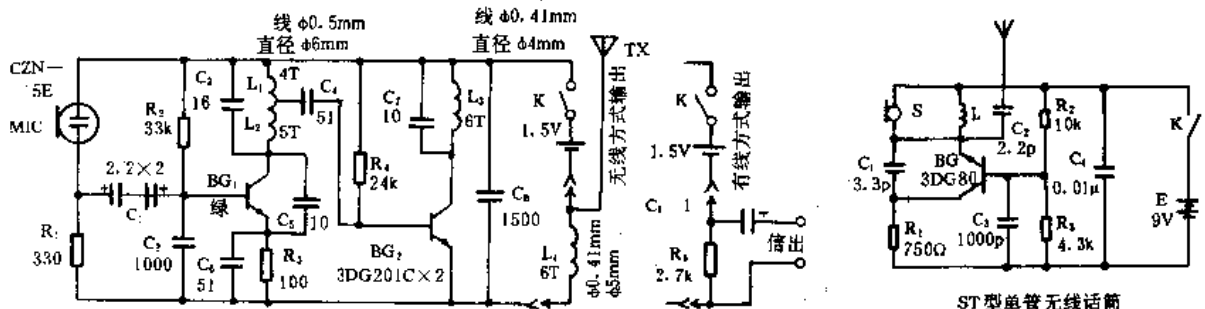 线 ϕ0.5mm
直径 ϕ6mm
线 ϕ0.41mm
直径 ϕ4mm
CZN—
15E
MIC
R₁
330
2.2×2
C₁
R₂
33k
C₂
1000
C₃
16
L₁
4T
L₂
5T
C₄
51
BG₁
绿
C₅
10
C₆
51
R₃
100
R₄
24k
BG₂
3DG201C×2
C₇
10
L₃
6T
C₈
1500
K
1.5V
TX
无线方式输出
L₄
6T
ϕ0.41mm
ϕ5mm
K
1.5V
有线方式输出
C₁
1
R₅
2.7k
信出
S
L
C₁
3.3p
R₁
750Ω
BG
3DG80
C₂
2.2p
C₃
1000p
R₂
10k
R₃
4.3k
C₄
0.01μ
K
E
9V
ST型单管无线话筒